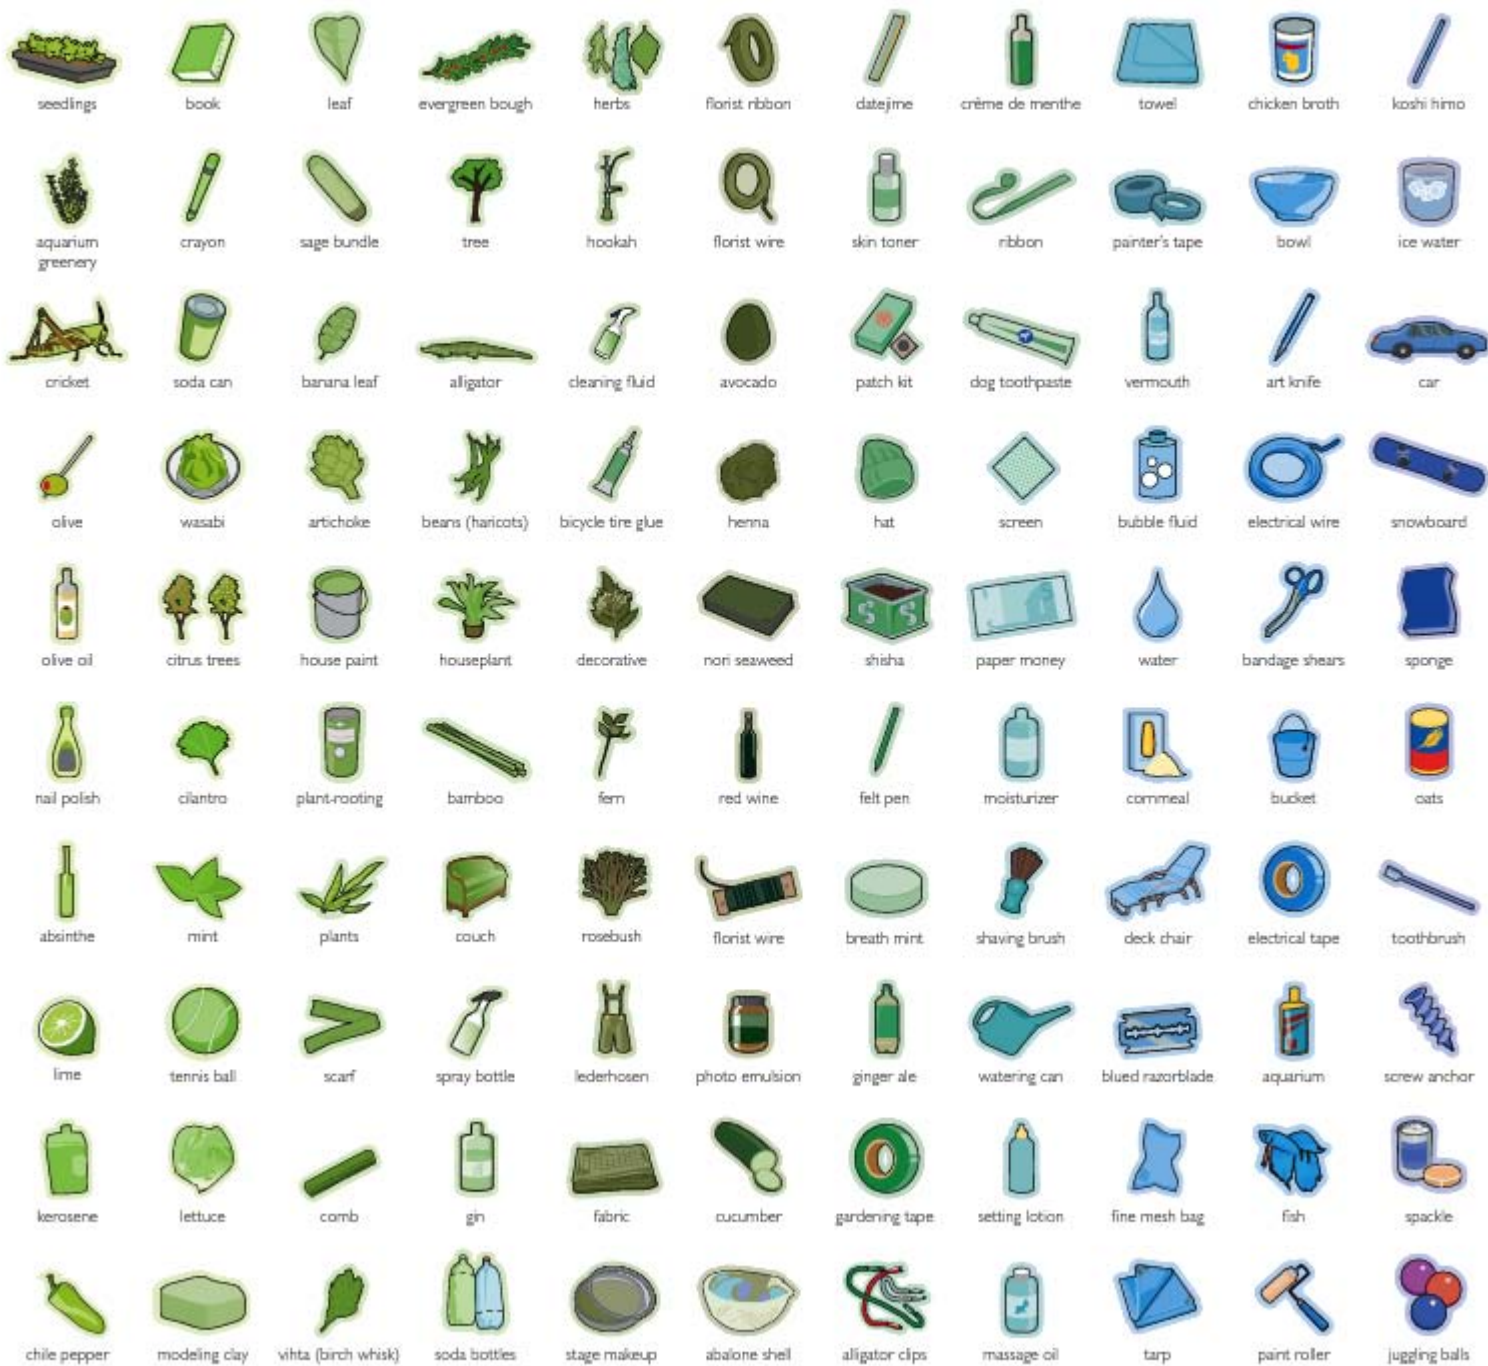 seedlings book leaf evergreen bough herbs florist ribbon datejime crème de menthe towel chicken broth koshi himo
aquarium crayon sage bundle tree hookah florist wire skin toner ribbon painter's tape bowl ice water
greenery
cricket soda can banana leaf alligator cleaning fluid avocado patch kit dog toothpaste vermouth art knife car
olive wasabi artichoke beans (haricots) bicycle tire glue henna hat screen bubble fluid electrical wire snowboard
olive oil citrus trees house paint houseplant decorative nori seaweed shisha paper money water bandage shears sponge
nail polish cilantro plant-rooting bamboo fern red wine felt pen moisturizer cornmeal bucket oats
absinthe mint plants couch rosebush florist wire breath mint shaving brush deck chair electrical tape toothbrush
lime tennis ball scarf spray bottle lederhosen photo emulsion ginger ale watering can blued razorblade aquarium screw anchor
kerosene lettuce comb gin fabric cucumber gardening tape setting lotion fine mesh bag fish spackle
chile pepper modeling clay vihta (birch whisk) soda bottles stage makeup abalone shell alligator clips massage oil tarp paint roller juggling balls